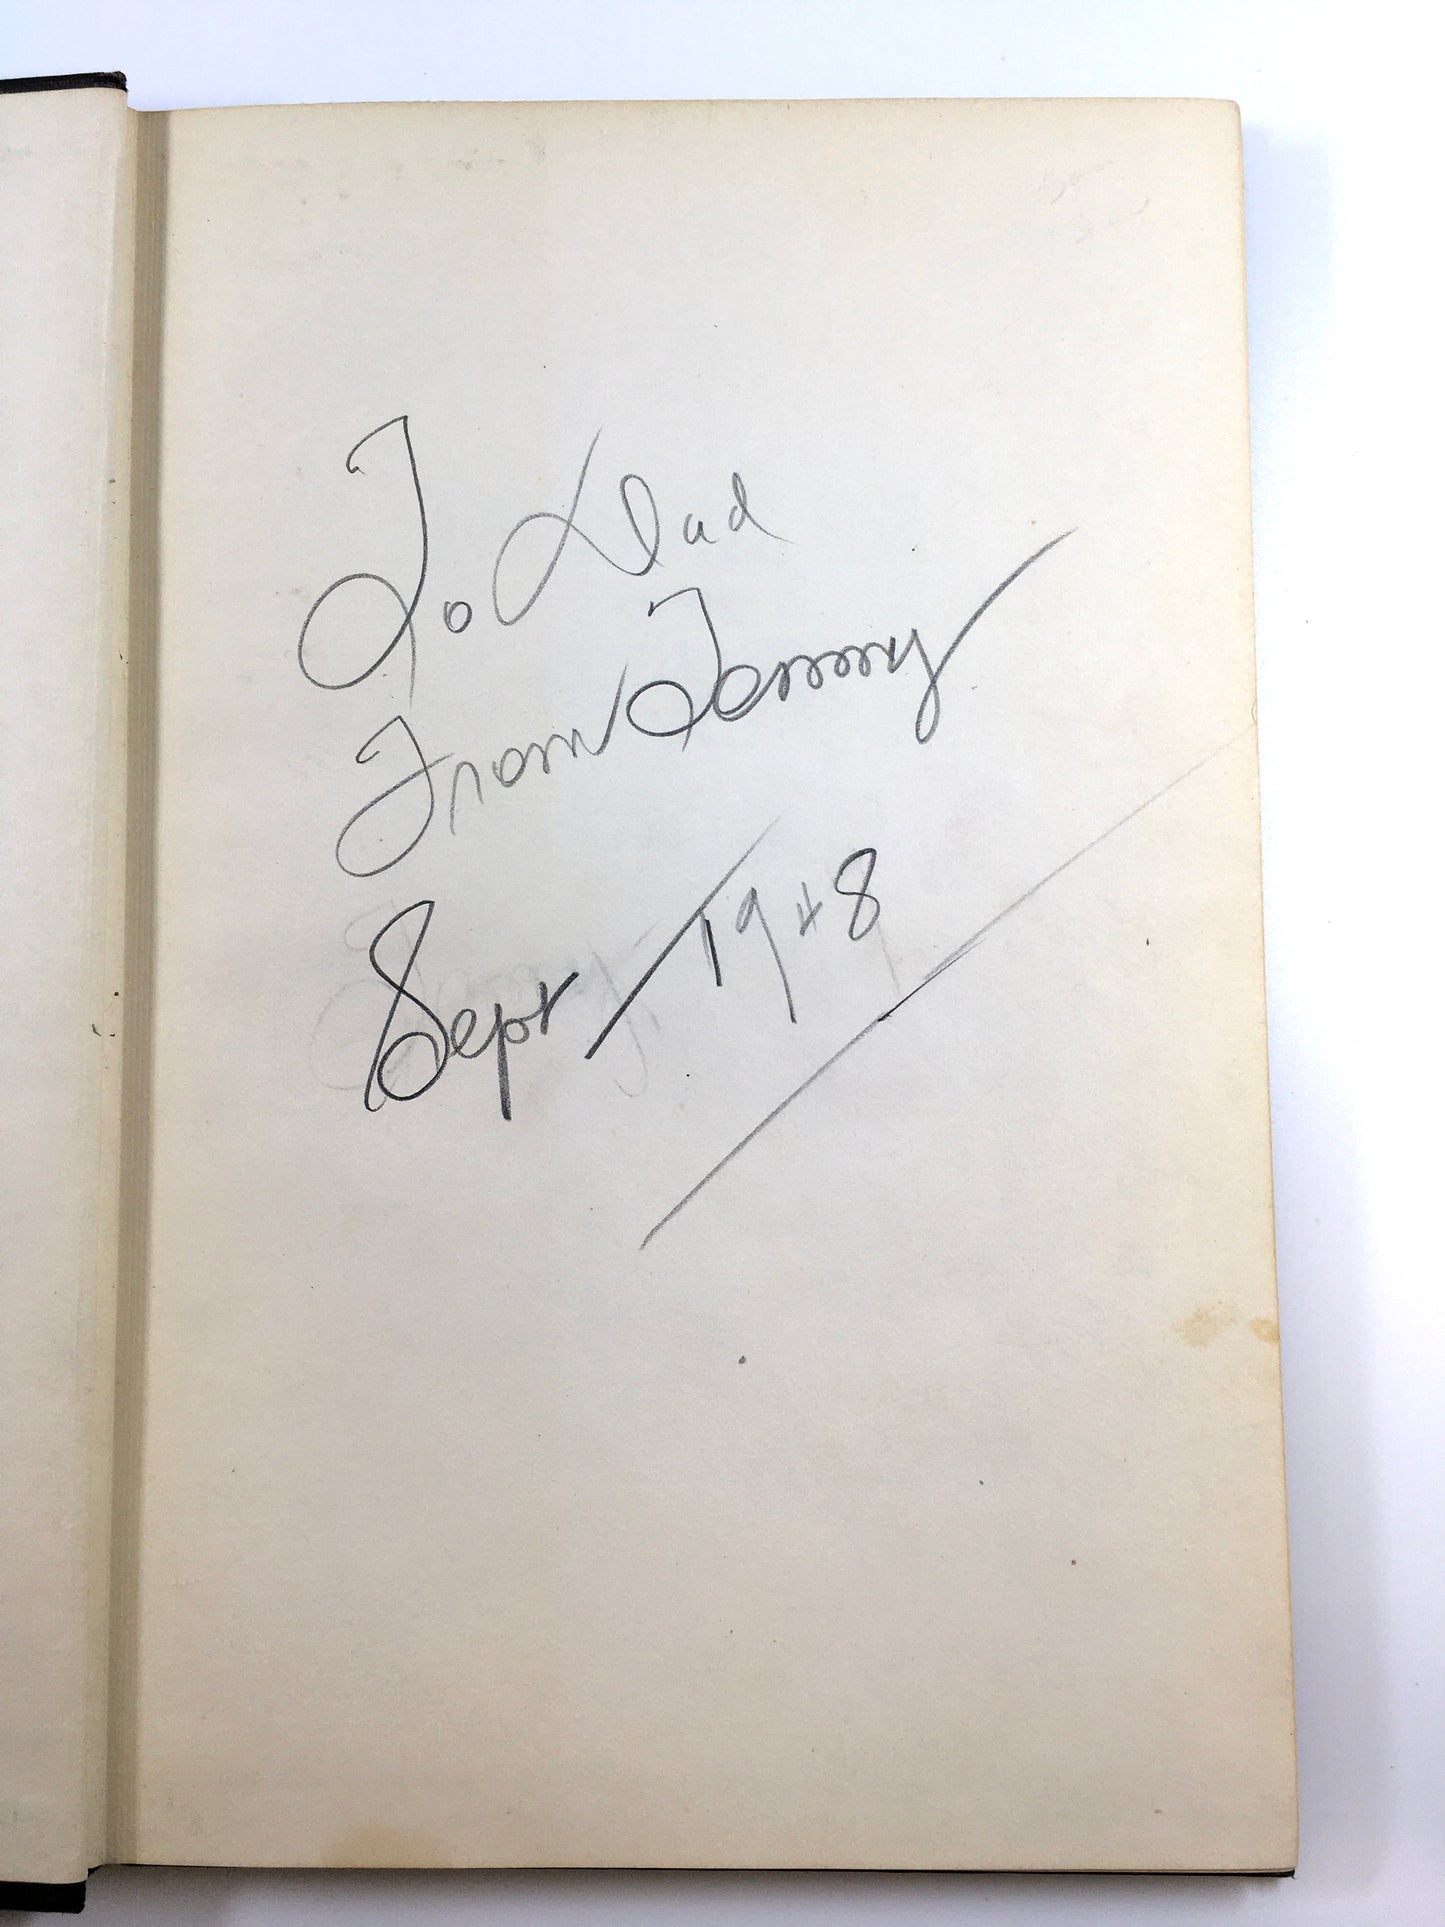 To Dad
From Tommy
Sept 1948